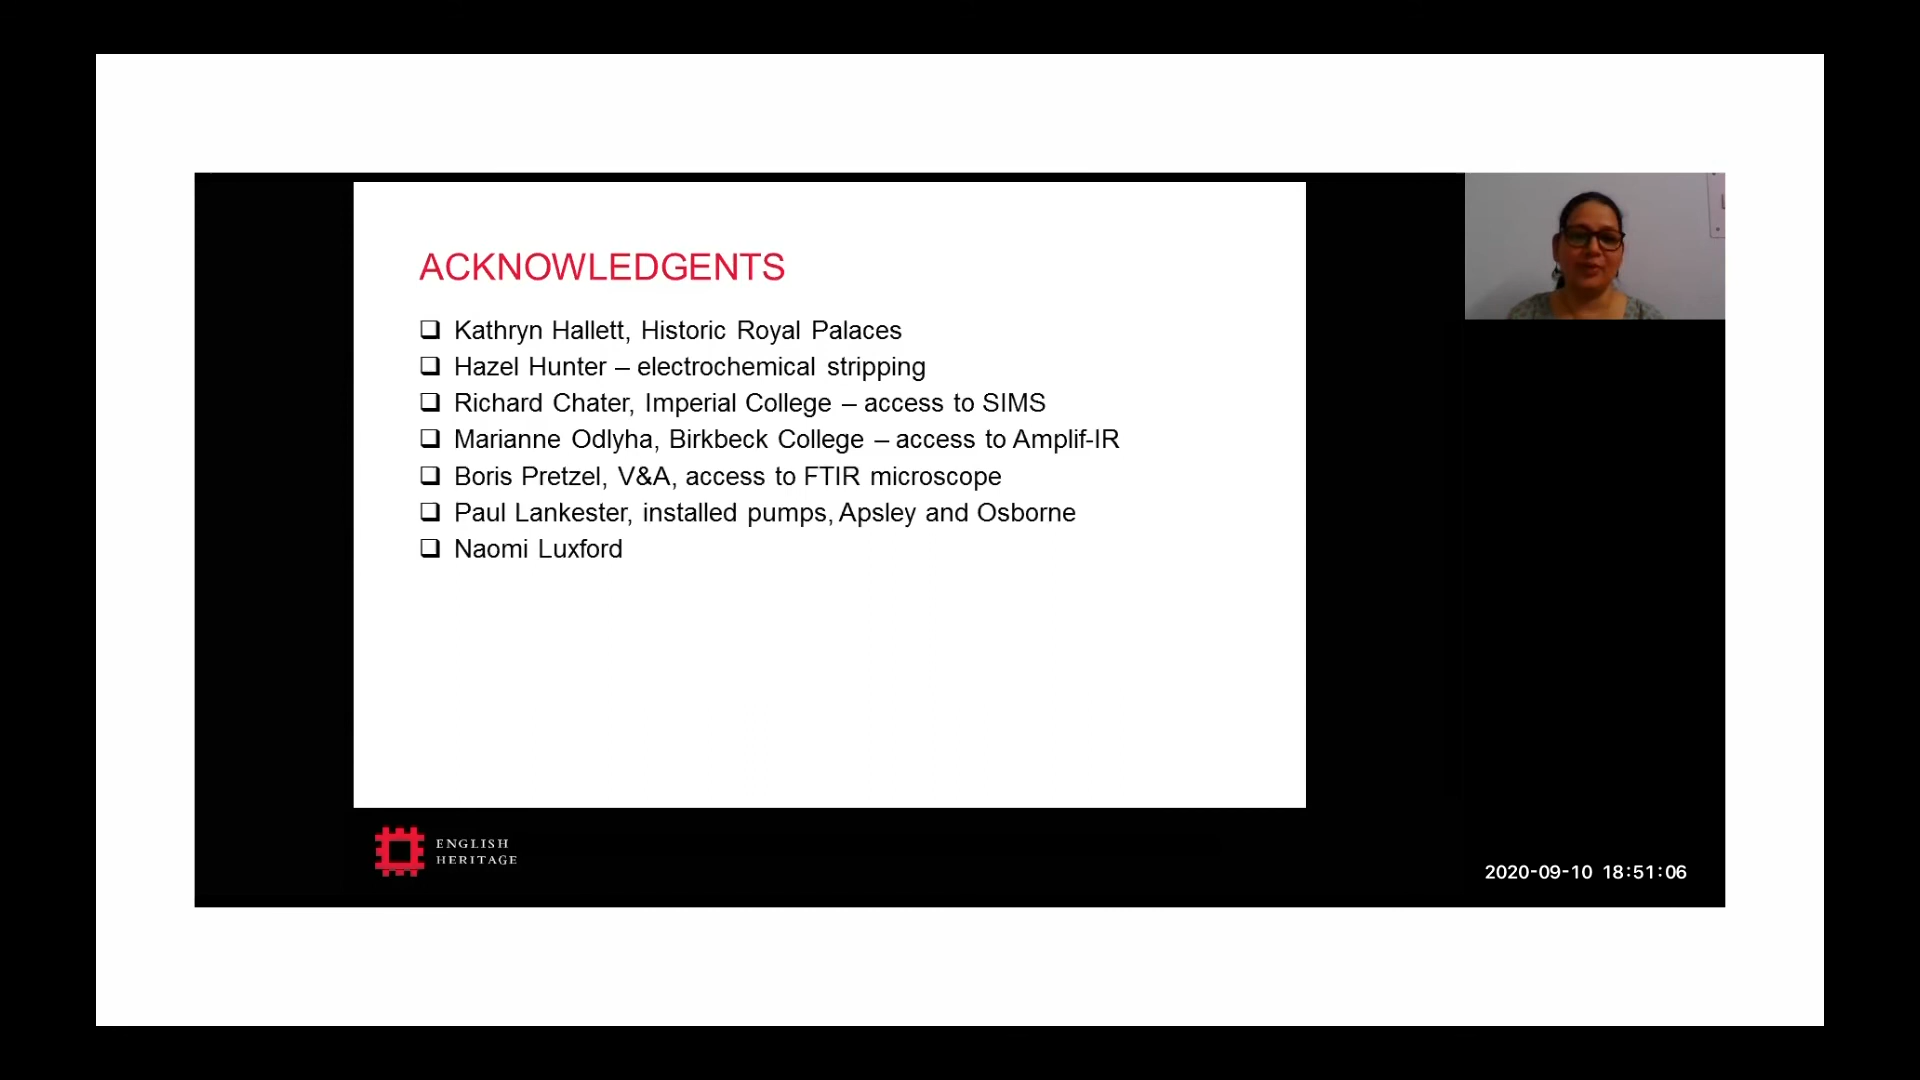 ACKNOWLEDGENTS
Kathryn Hallett, Historic Royal Palaces
Hazel Hunter – electrochemical stripping
Richard Chater, Imperial College – access to SIMS
Marianne Odlyha, Birkbeck College – access to Amplif-IR
Boris Pretzel, V&A, access to FTIR microscope
Paul Lankester, installed pumps, Apsley and Osborne
Naomi Luxford
ENGLISH
HERITAGE
2020-09-10 18:51:06